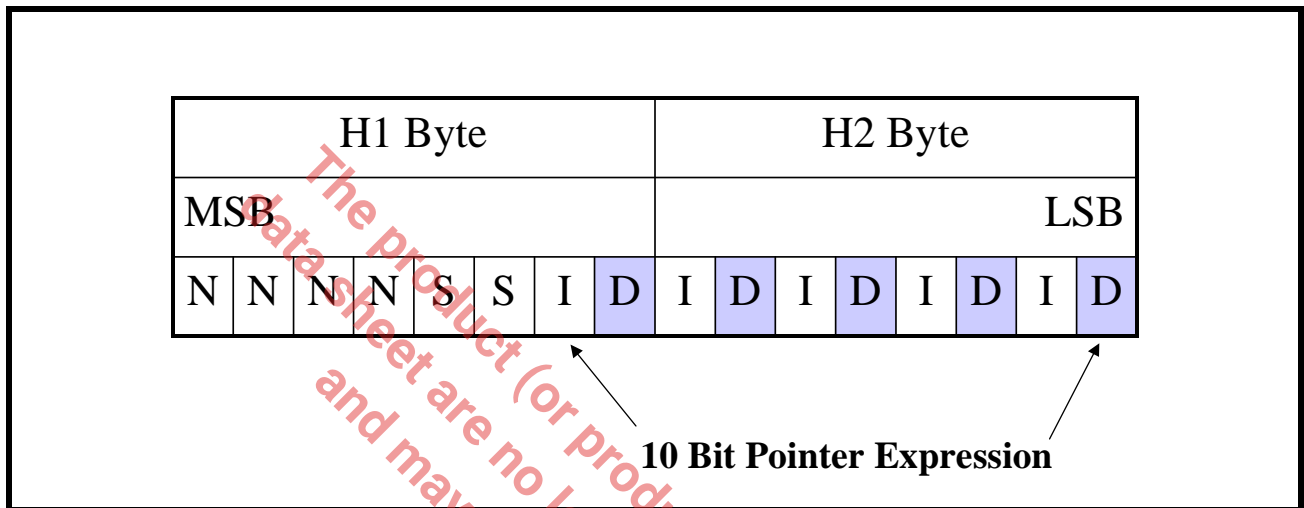 H1 Byte H2 Byte
MSB LSB
N N N N S S I D I D I D I D I D
10 Bit Pointer Expression
The product (or produ
data sheet are no l
and may